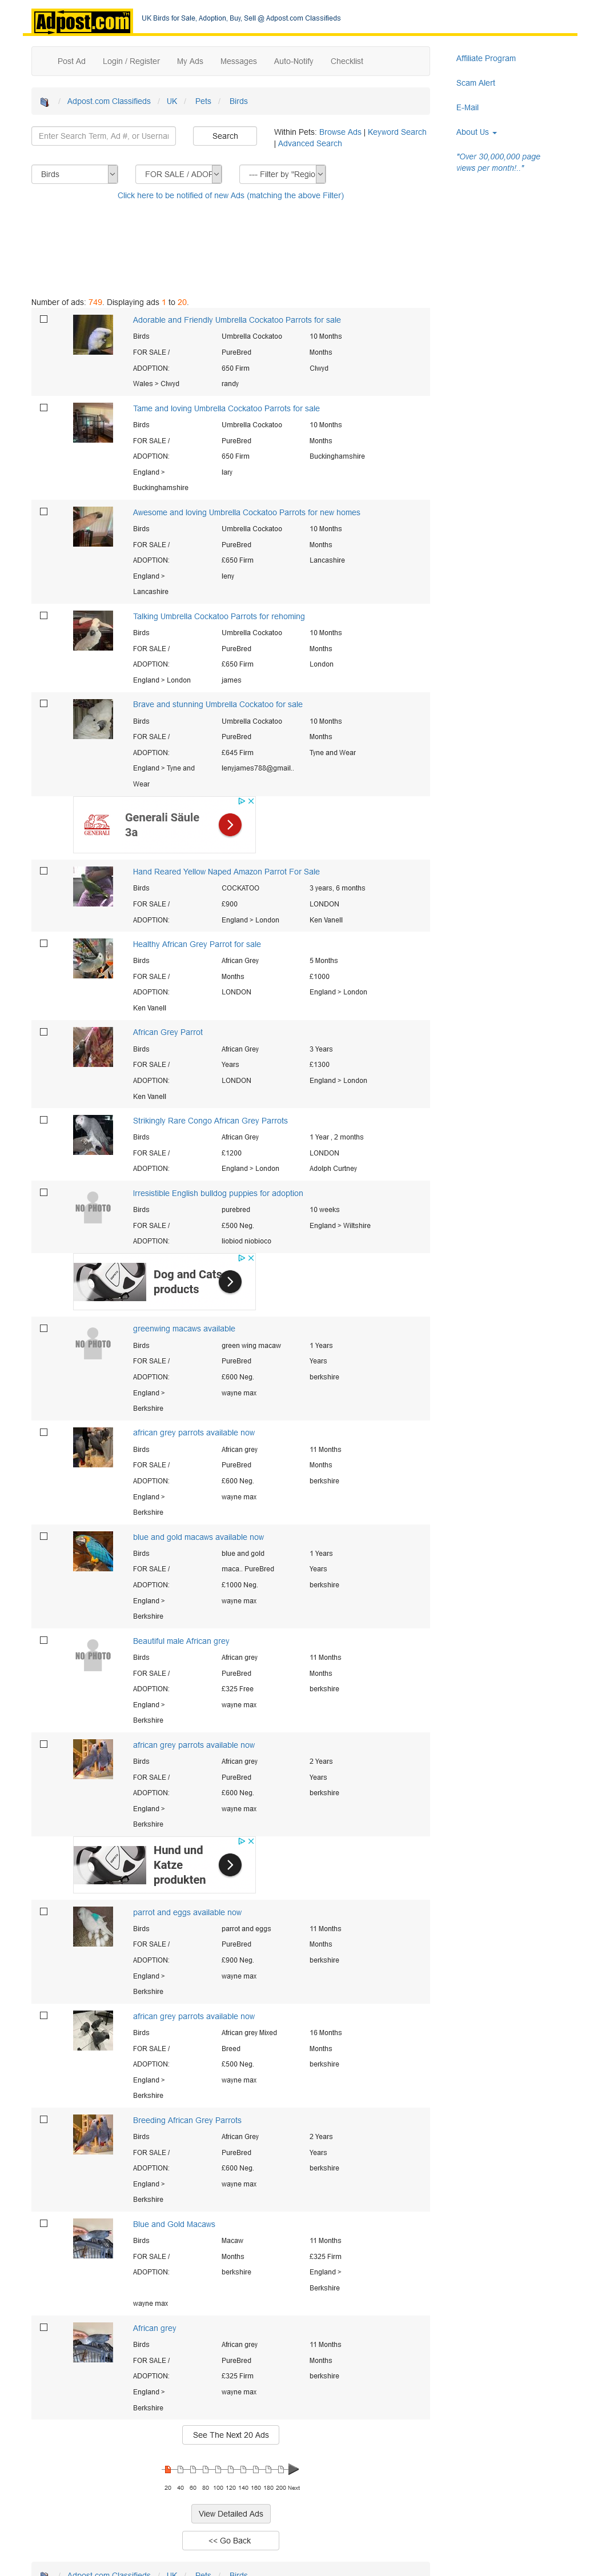 Adpost.com™
UK Birds for Sale, Adoption, Buy, Sell @ Adpost.com Classifieds
Post Ad Login / Register My Ads Messages Auto-Notify Checklist
Affiliate Program
Scam Alert
E-Mail
About Us
"Over 30,000,000 page
views per month!.."
/ Adpost.com Classifieds / UK / Pets / Birds
Enter Search Term, Ad #, or Userna
Search
Within Pets: Browse Ads | Keyword Search
| Advanced Search
Birds
FOR SALE / ADOP
--- Filter by "Regio
Click here to be notified of new Ads (matching the above Filter)
Number of ads: 749. Displaying ads 1 to 20.
Adorable and Friendly Umbrella Cockatoo Parrots for sale
Birds Umbrella Cockatoo 10 Months
FOR SALE / PureBred Months
ADOPTION: 650 Firm Clwyd
Wales > Clwyd randy
Tame and loving Umbrella Cockatoo Parrots for sale
Birds Umbrella Cockatoo 10 Months
FOR SALE / PureBred Months
ADOPTION: 650 Firm Buckinghamshire
England > lary
Buckinghamshire
Awesome and loving Umbrella Cockatoo Parrots for new homes
Birds Umbrella Cockatoo 10 Months
FOR SALE / PureBred Months
ADOPTION: £650 Firm Lancashire
England > leny
Lancashire
Talking Umbrella Cockatoo Parrots for rehoming
Birds Umbrella Cockatoo 10 Months
FOR SALE / PureBred Months
ADOPTION: £650 Firm London
England > London james
Brave and stunning Umbrella Cockatoo for sale
Birds Umbrella Cockatoo 10 Months
FOR SALE / PureBred Months
ADOPTION: £645 Firm Tyne and Wear
England > Tyne and lenyjames788@gmail..
Wear
GENERALI
Generali Säule
3a
Hand Reared Yellow Naped Amazon Parrot For Sale
Birds COCKATOO 3 years, 6 months
FOR SALE / £900 LONDON
ADOPTION: England > London Ken Vanell
Healthy African Grey Parrot for sale
Birds African Grey 5 Months
FOR SALE / Months £1000
ADOPTION: LONDON England > London
Ken Vanell
African Grey Parrot
Birds African Grey 3 Years
FOR SALE / Years £1300
ADOPTION: LONDON England > London
Ken Vanell
Strikingly Rare Congo African Grey Parrots
Birds African Grey 1 Year , 2 months
FOR SALE / £1200 LONDON
ADOPTION: England > London Adolph Curtney
Irresistible English bulldog puppies for adoption
NO PHOTO
Birds purebred 10 weeks
FOR SALE / £500 Neg. England > Wiltshire
ADOPTION: liobiod niobioco
Dog and Cats
products
greenwing macaws available
NO PHOTO
Birds green wing macaw 1 Years
FOR SALE / PureBred Years
ADOPTION: £600 Neg. berkshire
England > wayne max
Berkshire
african grey parrots available now
Birds African grey 11 Months
FOR SALE / PureBred Months
ADOPTION: £600 Neg. berkshire
England > wayne max
Berkshire
blue and gold macaws available now
Birds blue and gold 1 Years
FOR SALE / maca.. PureBred Years
ADOPTION: £1000 Neg. berkshire
England > wayne max
Berkshire
Beautiful male African grey
NO PHOTO
Birds African grey 11 Months
FOR SALE / PureBred Months
ADOPTION: £325 Free berkshire
England > wayne max
Berkshire
african grey parrots available now
Birds African grey 2 Years
FOR SALE / PureBred Years
ADOPTION: £600 Neg. berkshire
England > wayne max
Berkshire
Hund und
Katze
produkten
parrot and eggs available now
Birds parrot and eggs 11 Months
FOR SALE / PureBred Months
ADOPTION: £900 Neg. berkshire
England > wayne max
Berkshire
african grey parrots available now
Birds African grey Mixed 16 Months
FOR SALE / Breed Months
ADOPTION: £500 Neg. berkshire
England > wayne max
Berkshire
Breeding African Grey Parrots
Birds African Grey 2 Years
FOR SALE / PureBred Years
ADOPTION: £600 Neg. berkshire
England > wayne max
Berkshire
Blue and Gold Macaws
Birds Macaw 11 Months
FOR SALE / Months £325 Firm
ADOPTION: berkshire England >
Berkshire
wayne max
African grey
Birds African grey 11 Months
FOR SALE / PureBred Months
ADOPTION: £325 Firm berkshire
England > wayne max
Berkshire
See The Next 20 Ads
20 40 60 80 100 120 140 160 180 200 Next
View Detailed Ads
<< Go Back
/ Adpost.com Classifieds / UK / Pets / Birds